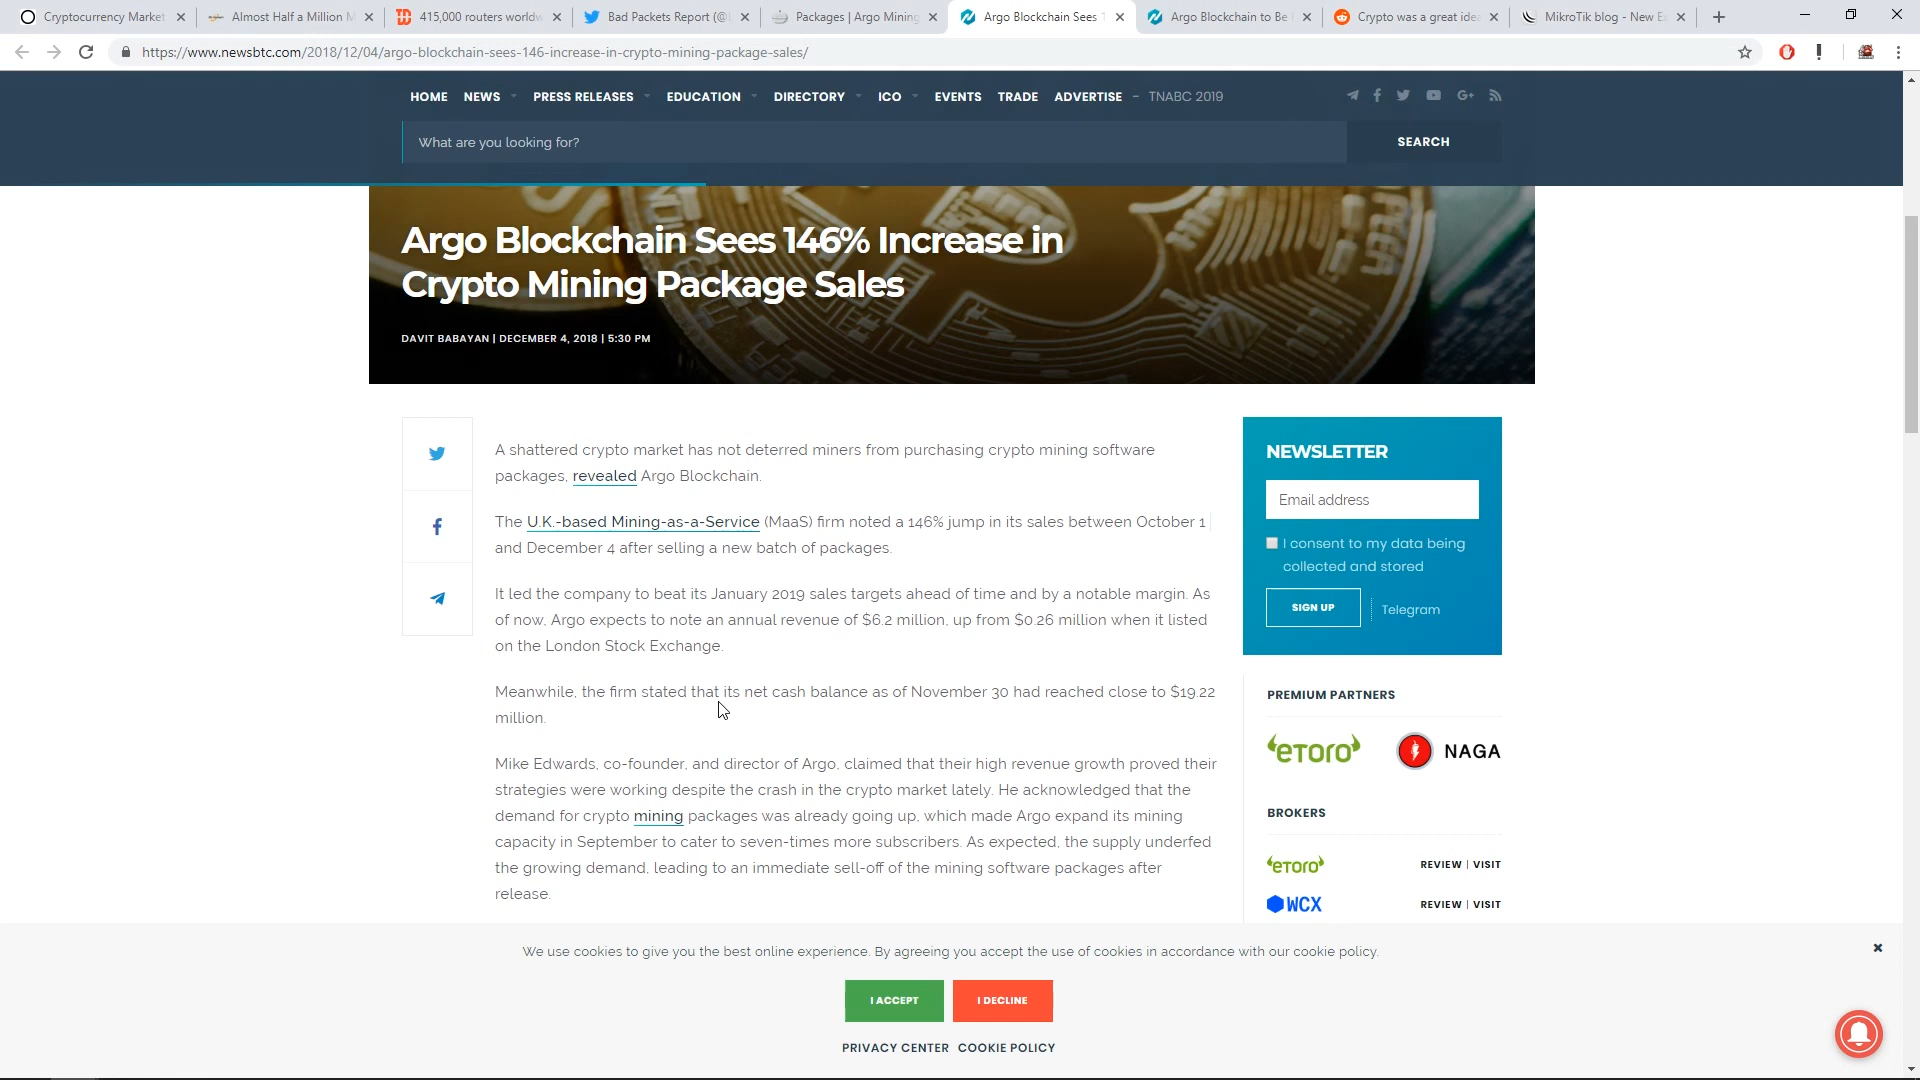 Cryptocurrency Market
Almost Half a Million M
415,000 routers worldw
Bad Packets Report (@
Packages | Argo Mining
Argo Blockchain Sees
Argo Blockchain to Be
Crypto was a great idea
MikroTik blog - New E
https://www.newsbtc.com/2018/12/04/argo-blockchain-sees-146-increase-in-crypto-mining-package-sales/
HOME NEWS PRESS RELEASES EDUCATION DIRECTORY ICO EVENTS TRADE ADVERTISE - TNABC 2019
What are you looking for?
SEARCH
Argo Blockchain Sees 146% Increase in
Crypto Mining Package Sales
DAVIT BABAYAN | DECEMBER 4, 2018 | 5:30 PM
A shattered crypto market has not deterred miners from purchasing crypto mining software
packages, revealed Argo Blockchain.
The U.K.-based Mining-as-a-Service (MaaS) firm noted a 146% jump in its sales between October 1
and December 4 after selling a new batch of packages.
It led the company to beat its January 2019 sales targets ahead of time and by a notable margin. As
of now, Argo expects to note an annual revenue of $6.2 million, up from $0.26 million when it listed
on the London Stock Exchange.
Meanwhile, the firm stated that its net cash balance as of November 30 had reached close to $19.22
million.
Mike Edwards, co-founder, and director of Argo, claimed that their high revenue growth proved their
strategies were working despite the crash in the crypto market lately. He acknowledged that the
demand for crypto mining packages was already going up, which made Argo expand its mining
capacity in September to cater to seven-times more subscribers. As expected, the supply underfed
the growing demand, leading to an immediate sell-off of the mining software packages after
release.
NEWSLETTER
Email address
I consent to my data being
collected and stored
SIGN UP
Telegram
PREMIUM PARTNERS
eToro
NAGA
BROKERS
eToro
REVIEW | VISIT
WCX
REVIEW | VISIT
We use cookies to give you the best online experience. By agreeing you accept the use of cookies in accordance with our cookie policy.
I ACCEPT
I DECLINE
PRIVACY CENTER COOKIE POLICY